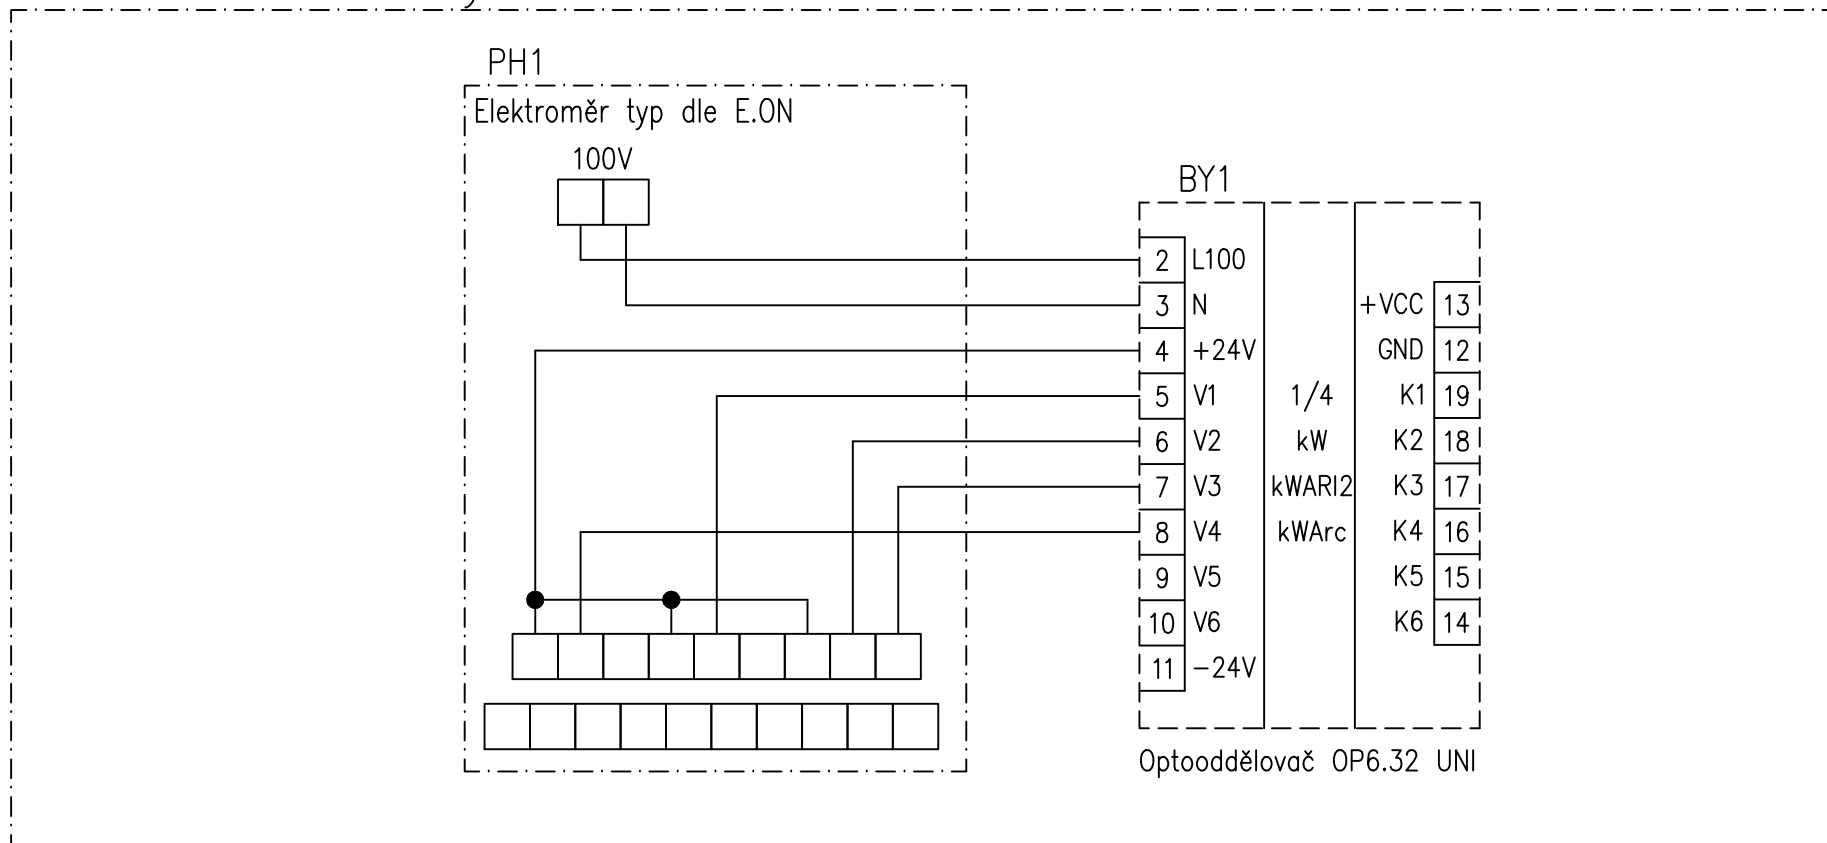 PH1
Elektroměr typ dle E.ON
100V
BY1
2 L100
3 N +VCC 13
4 +24V GND 12
5 V1 1/4 K1 19
6 V2 kW K2 18
7 V3 kWARI2 K3 17
8 V4 kWArc K4 16
9 V5 K5 15
10 V6 K6 14
11 -24V
Optooddělovač OP6.32 UNI